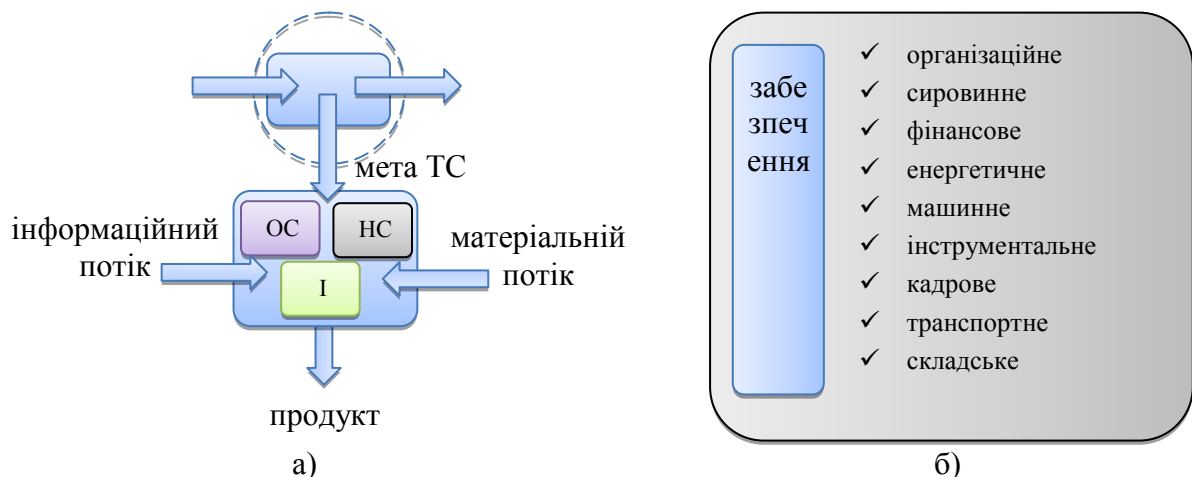 мета ТС
інформаційний
потік
ОС
НС
І
матеріальній
потік
продукт
а)
забе
зпеч
ення
✓ організаційне
✓ сировинне
✓ фінансове
✓ енергетичне
✓ машинне
✓ інструментальне
✓ кадрове
✓ транспортне
✓ складське
б)